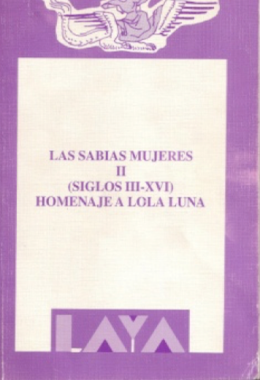 LAS SABIAS MUJERES
II
(SIGLOS III-XVI)
HOMENAJE A LOLA LUNA
LAYA